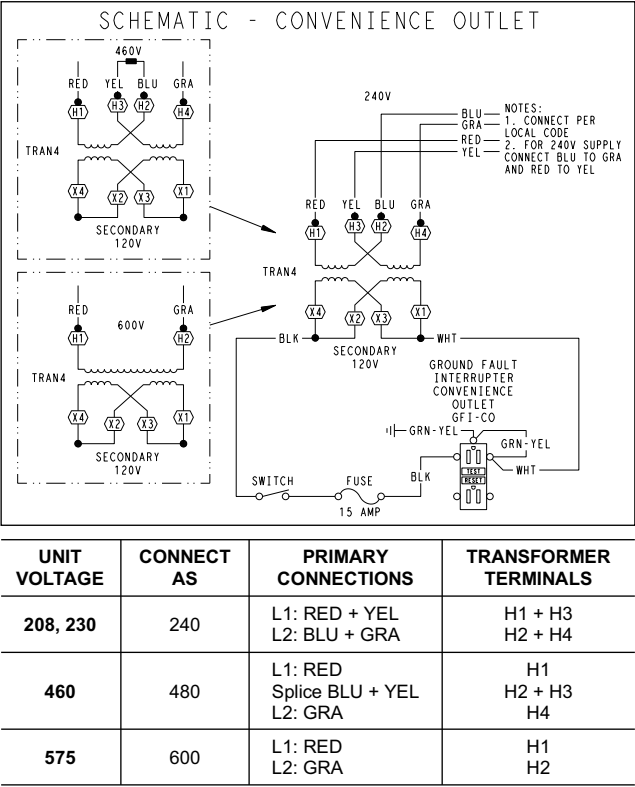 SCHEMATIC - CONVENIENCE OUTLET
460V
RED YEL BLU GRA
H1 H3 H2 H4
TRAN4
X4 X2 X3 X1
SECONDARY
120V
RED GRA
600V
H1 H2
TRAN4
X4 X2 X3 X1
SECONDARY
120V
240V
BLU
GRA
RED
YEL
NOTES:
1. CONNECT PER
LOCAL CODE
2. FOR 240V SUPPLY
CONNECT BLU TO GRA
AND RED TO YEL
RED YEL BLU GRA
H1 H3 H2 H4
TRAN4
X4 X2 X3 X1
BLK WHT
SECONDARY
120V
GROUND FAULT
INTERRUPTER
CONVENIENCE
OUTLET
GFI-CO
GRN-YEL
GRN-YEL
WHT
BLK
TEST
RESET
SWITCH FUSE
15 AMP
UNIT VOLTAGE CONNECT AS PRIMARY CONNECTIONS TRANSFORMER TERMINALS
208, 230 240 L1: RED + YEL H1 + H3
L2: BLU + GRA H2 + H4
460 480 L1: RED H1
Splice BLU + YEL H2 + H3
L2: GRA H4
575 600 L1: RED H1
L2: GRA H2